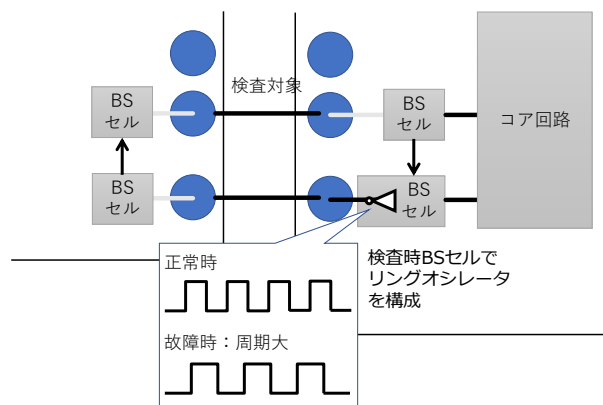 検査対象
BS
セル
BS
セル
コア回路
BS
セル
BS
セル
検査時BSセルで
リングオシレータ
を構成
正常時
故障時：周期大